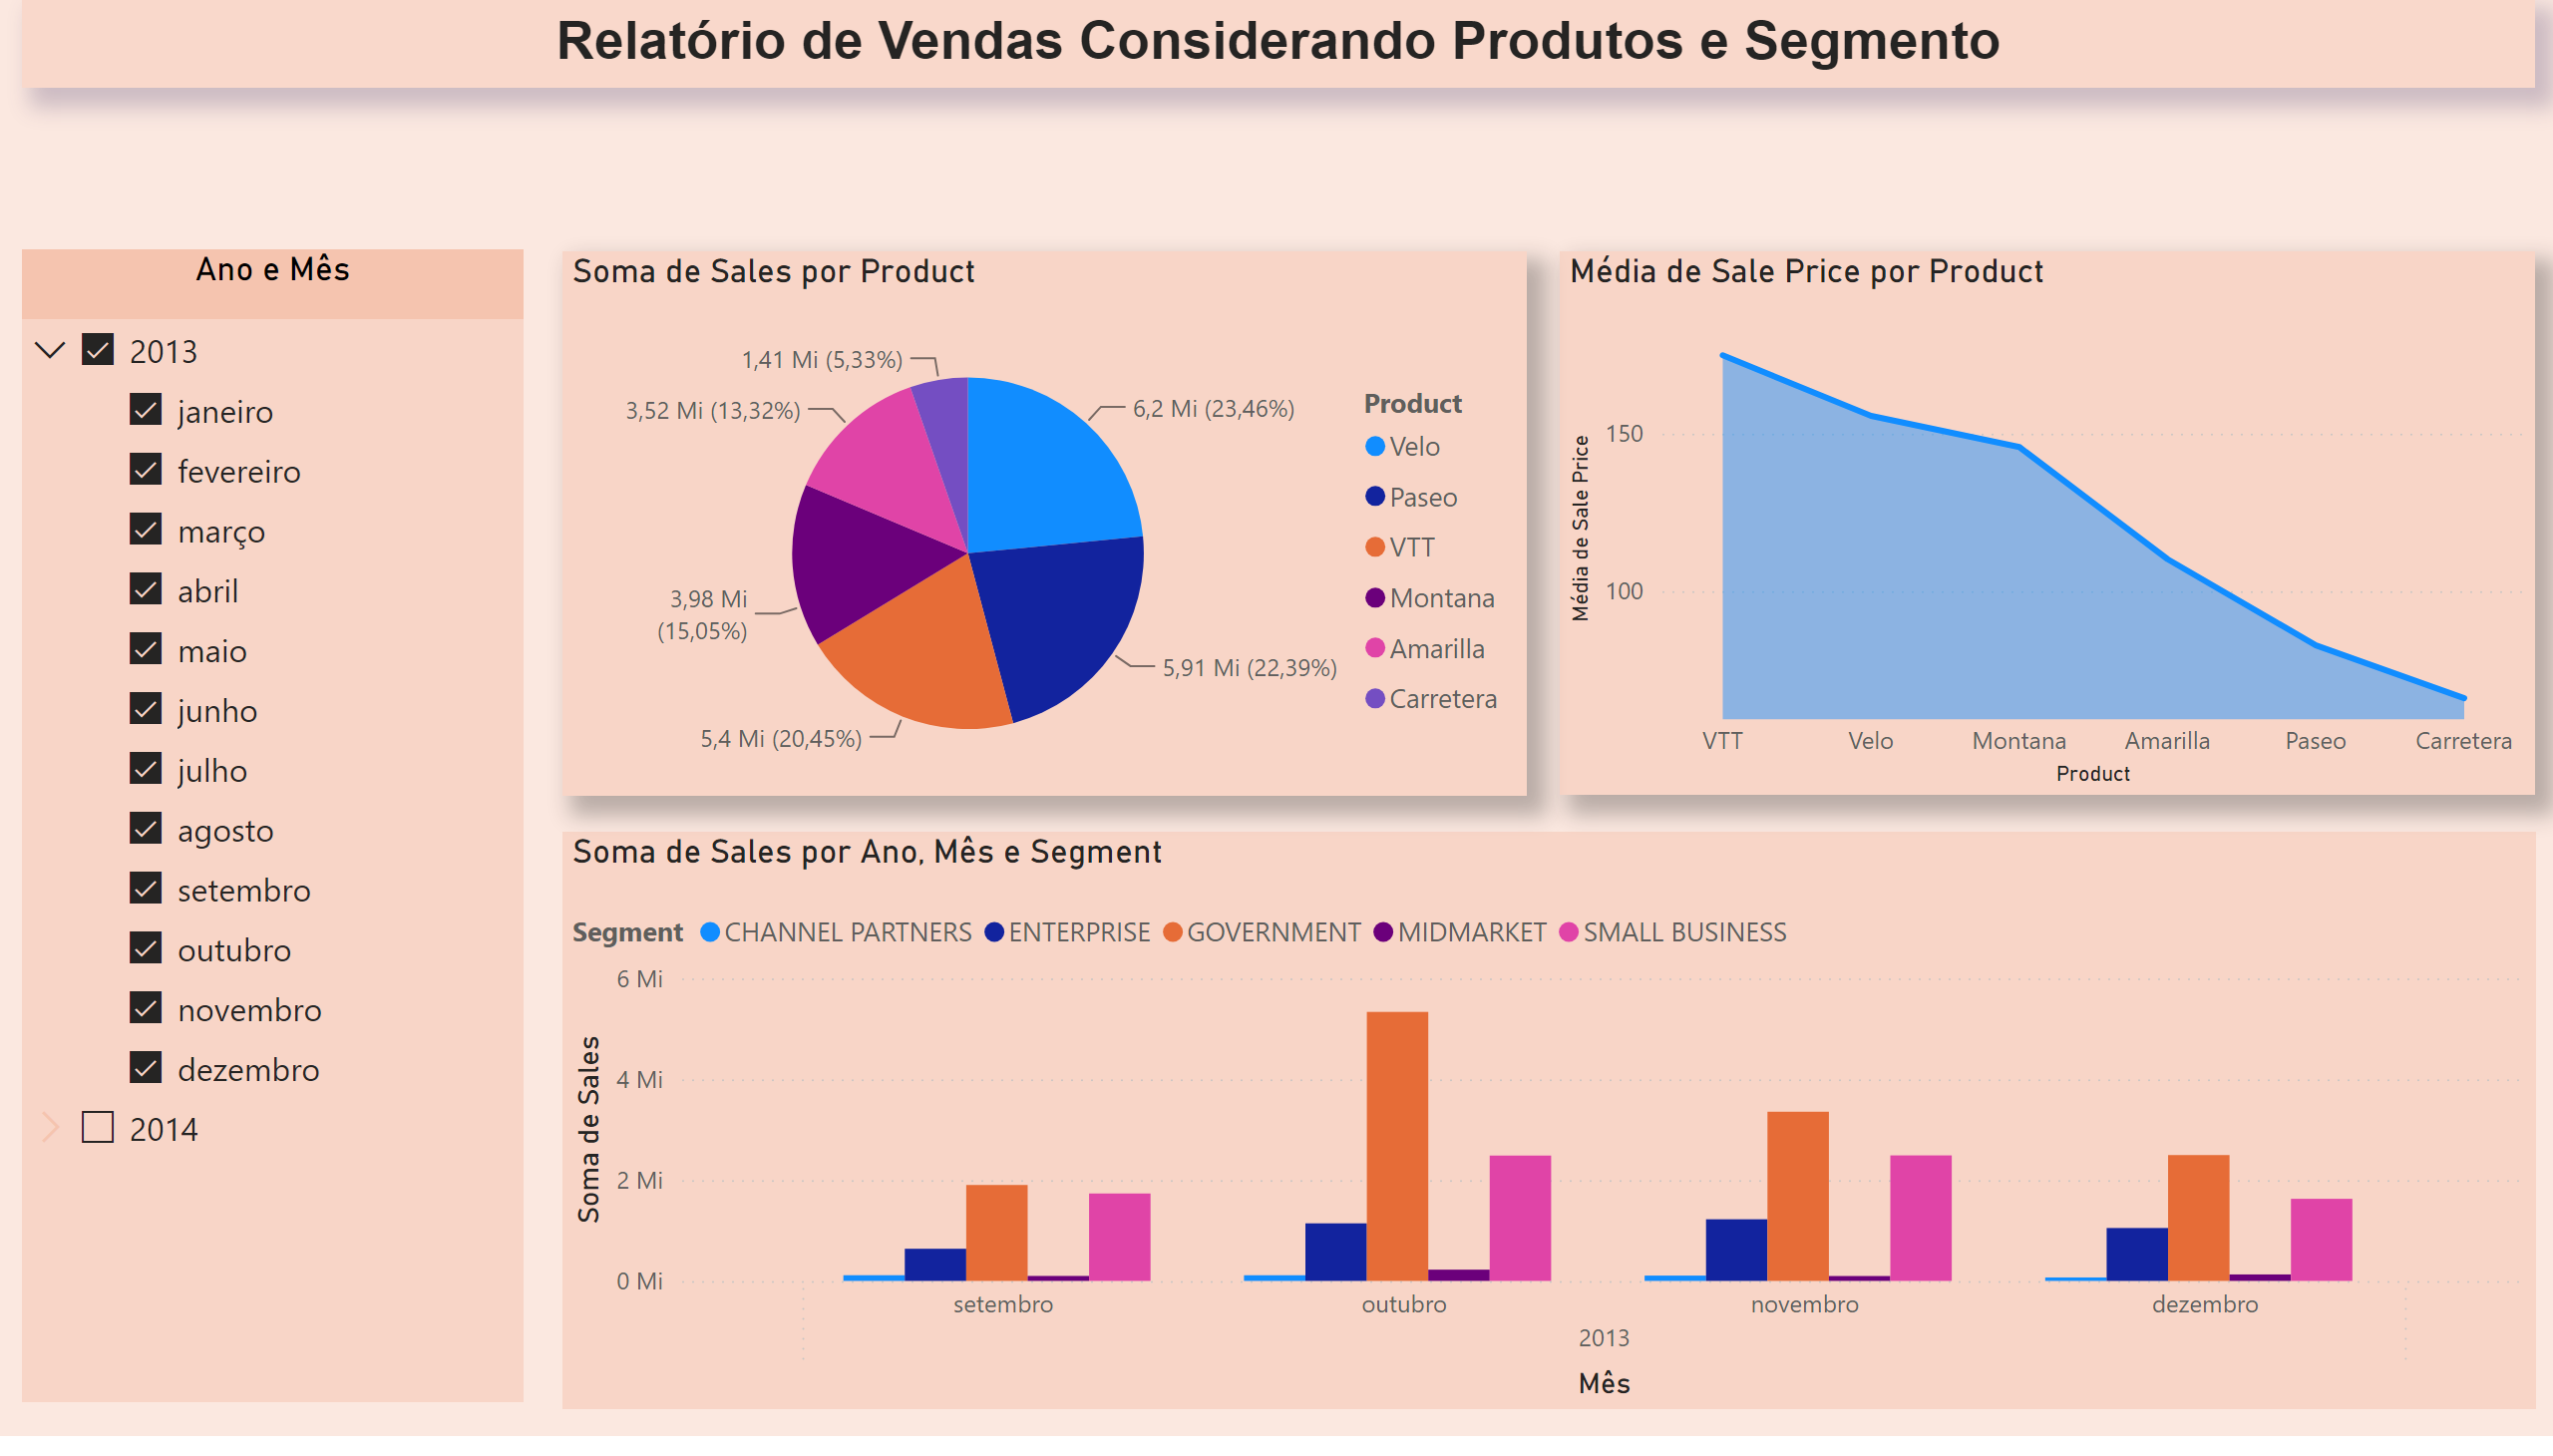 Relatório de Vendas Considerando Produtos e Segmento
Ano e Mês
2013
janeiro
fevereiro
março
abril
maio
junho
julho
agosto
setembro
outubro
novembro
dezembro
2014
Soma de Sales por Product
1,41 Mi (5,33%)
3,52 Mi (13,32%)
6,2 Mi (23,46%)
3,98 Mi
(15,05%)
5,91 Mi (22,39%)
5,4 Mi (20,45%)
Product
Velo
Paseo
VTT
Montana
Amarilla
Carretera
Média de Sale Price por Product
Média de Sale Price
150
100
VTT Velo Montana Amarilla Paseo Carretera
Product
Soma de Sales por Ano, Mês e Segment
Segment CHANNEL PARTNERS ENTERPRISE GOVERNMENT MIDMARKET SMALL BUSINESS
Soma de Sales
6 Mi
4 Mi
2 Mi
0 Mi
setembro outubro novembro dezembro
2013
Mês